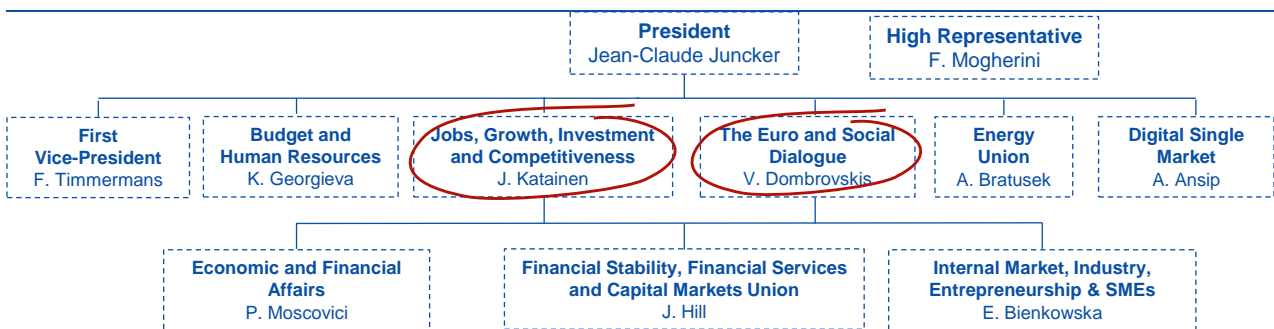 President
Jean-Claude Juncker
High Representative
F. Mogherini
First
Vice-President
F. Timmermans
Budget and
Human Resources
K. Georgieva
Jobs, Growth, Investment
and Competitiveness
J. Katainen
The Euro and Social
Dialogue
V. Dombrovskis
Energy
Union
A. Bratusek
Digital Single
Market
A. Ansip
Economic and Financial
Affairs
P. Moscovici
Financial Stability, Financial Services
and Capital Markets Union
J. Hill
Internal Market, Industry,
Entrepreneurship & SMEs
E. Bienkowska